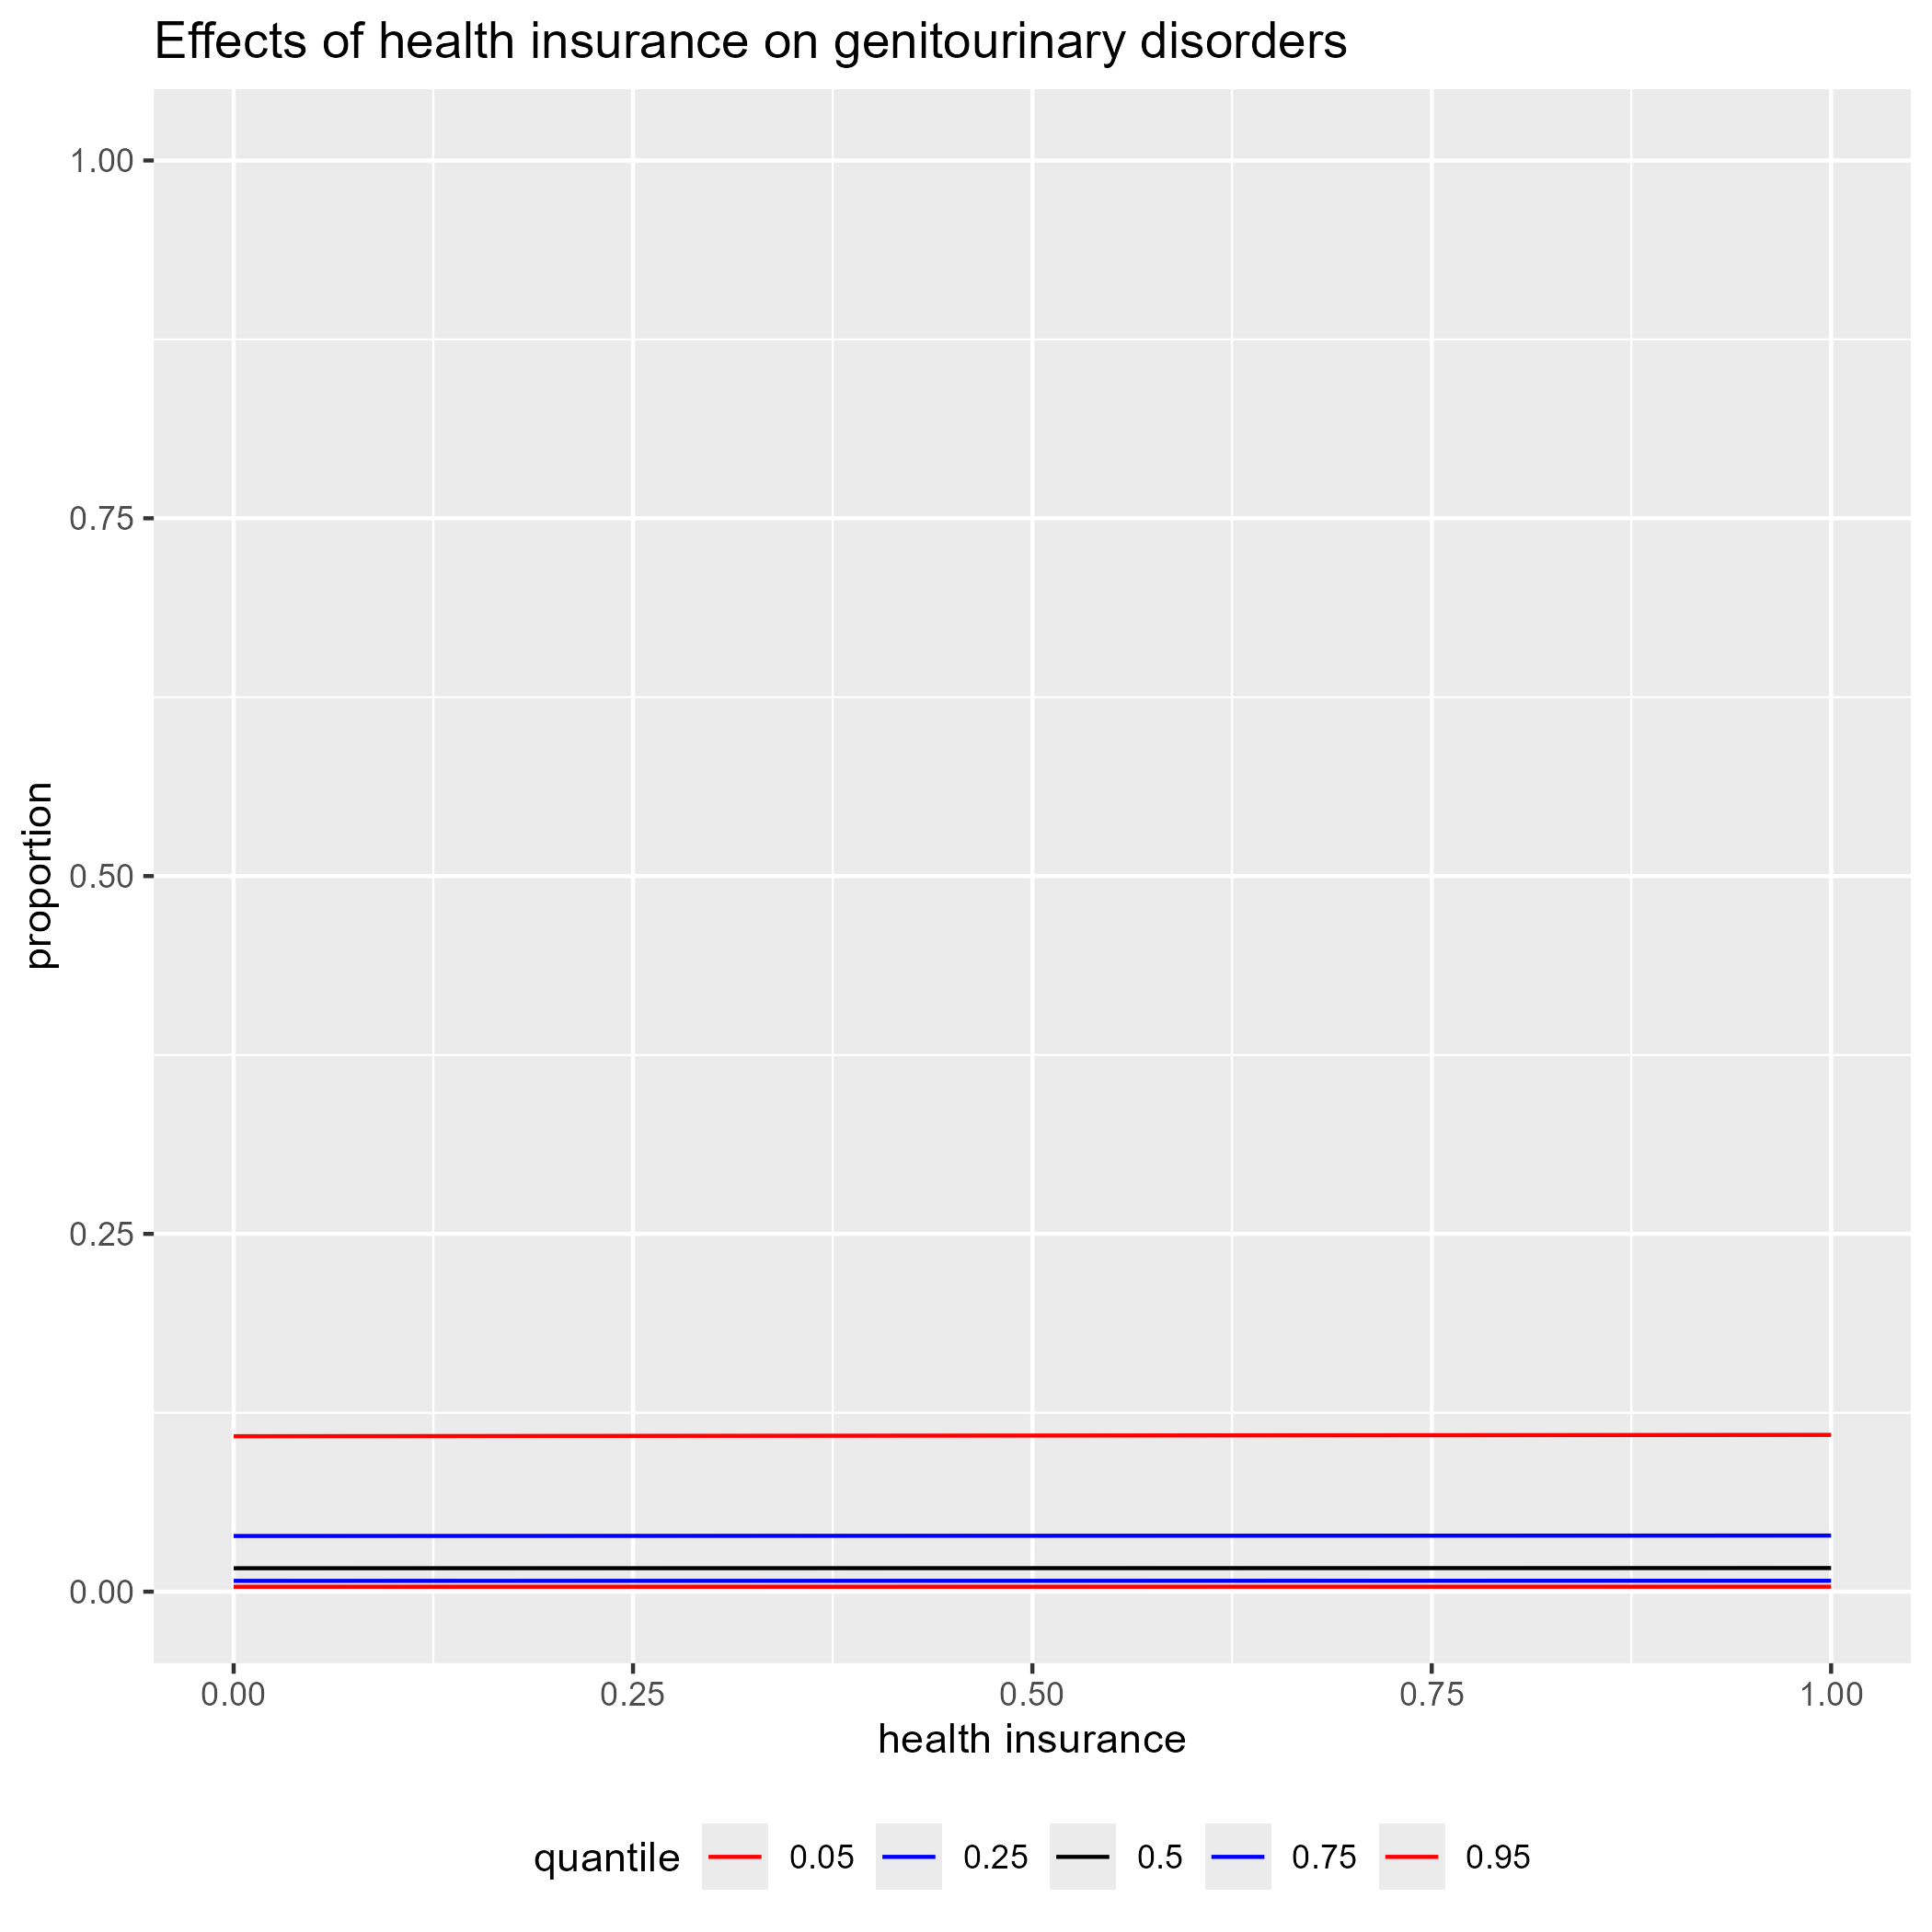 Effects of health insurance on genitourinary disorders
1.00
0.75
0.50
0.25
0.00
proportion
0.00 0.25 0.50 0.75 1.00
health insurance
quantile 0.05 0.25 0.5 0.75 0.95